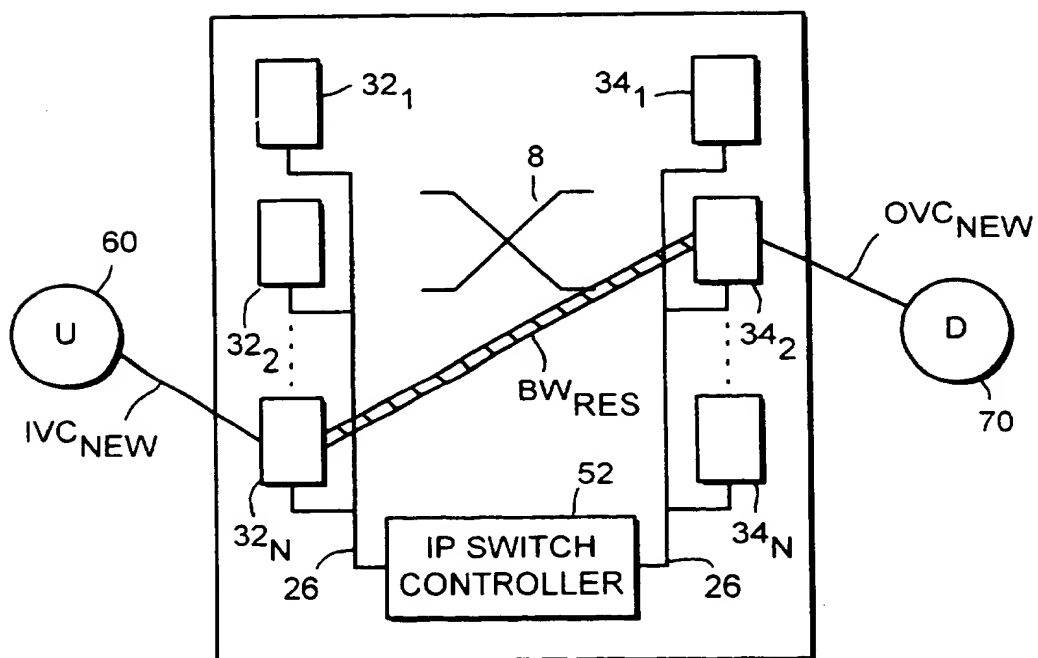 32₁
34₁
8
60
32₂
34₂
OVC_NEW
U
D
BW_RES
70
IVC_NEW
52
32_N
34_N
IP SWITCH
CONTROLLER
26
26